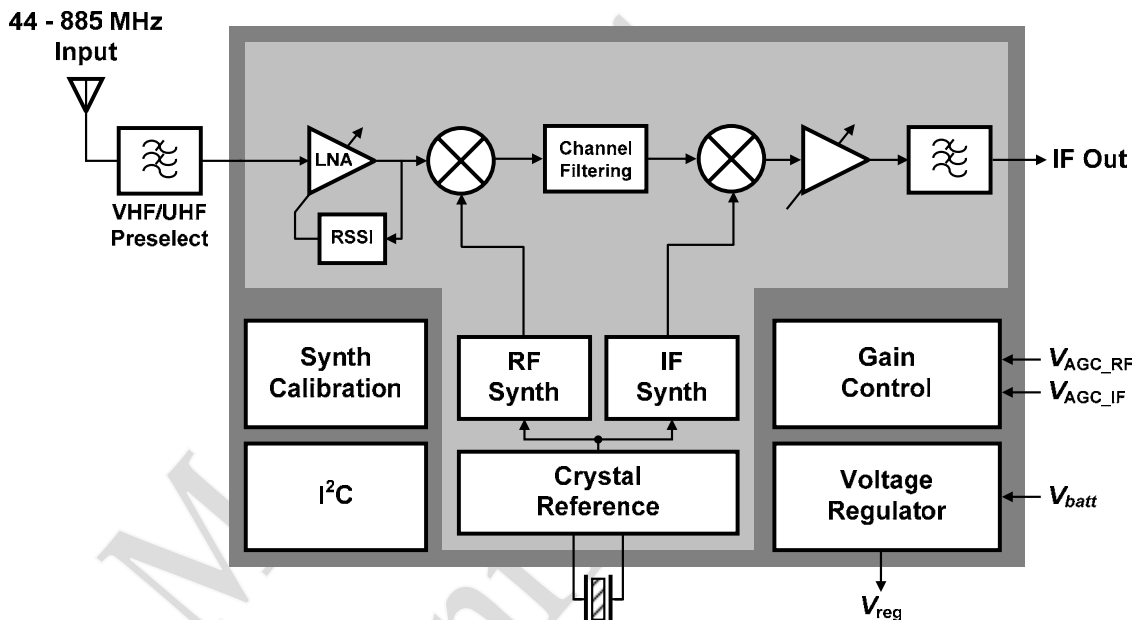 44 - 885 MHz
Input
VHF/UHF
Preselect
LNA
RSSI
Channel
Filtering
IF Out
Synth
Calibration
RF
Synth
IF
Synth
Gain
Control
V_AGC_RF
V_AGC_IF
I²C
Crystal
Reference
Voltage
Regulator
V_batt
V_reg